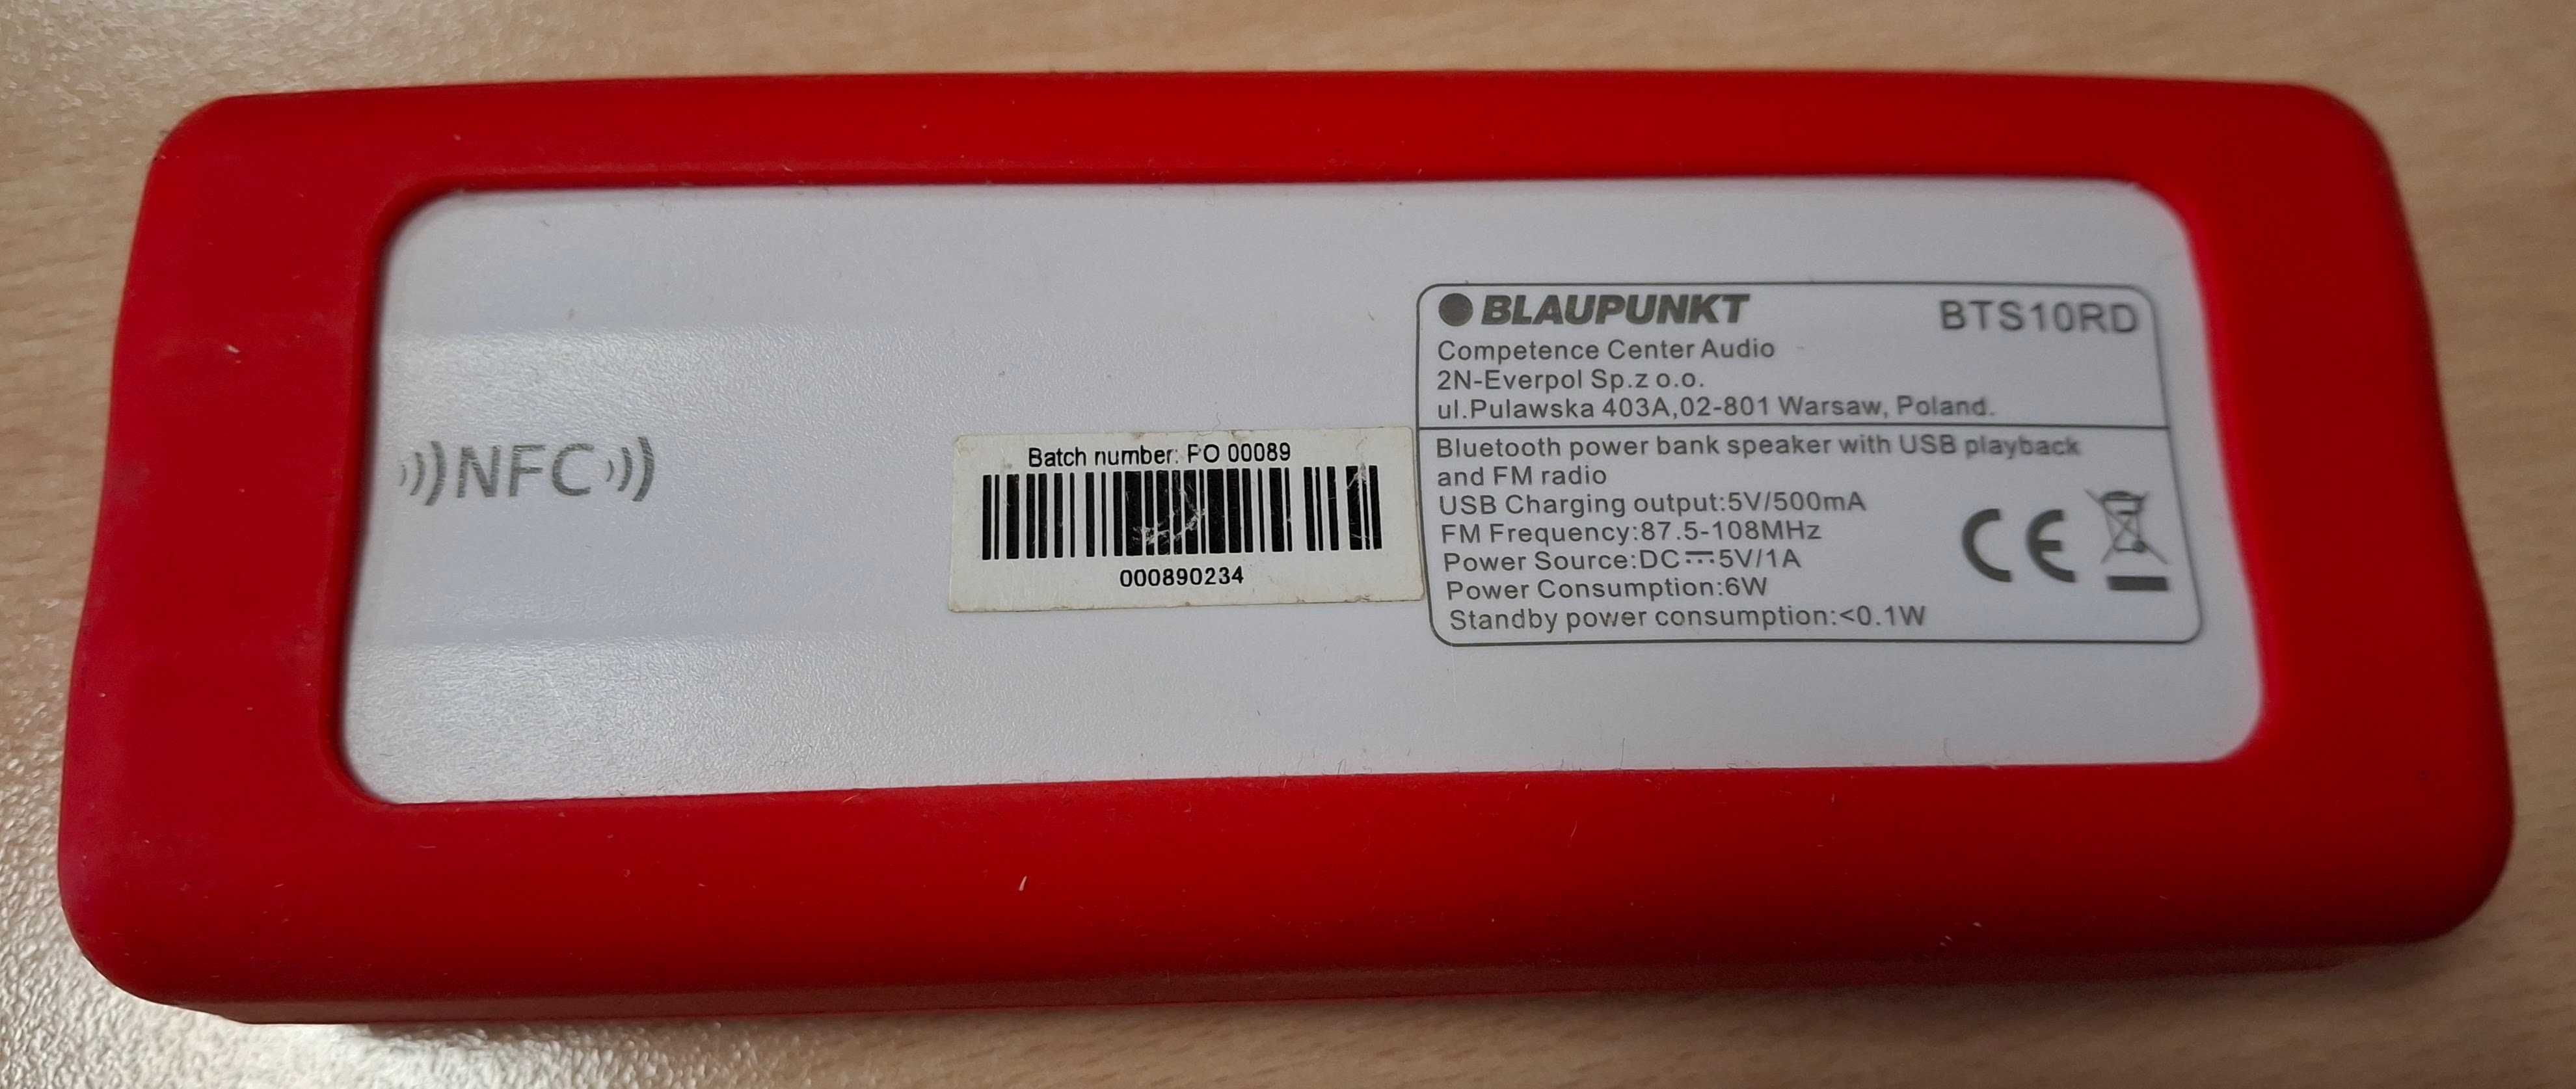 NFC
Batch number: PO 00089
000890234
BLAUPUNKT BTS10RD
Competence Center Audio
2N-Everpol Sp.z o.o.
ul.Pulawska 403A,02-801 Warsaw, Poland.
Bluetooth power bank speaker with USB playback
and FM radio
USB Charging output:5V/500mA
FM Frequency:87.5-108MHz
Power Source:DC⎓5V/1A
Power Consumption:6W
Standby power consumption:<0.1W
CE